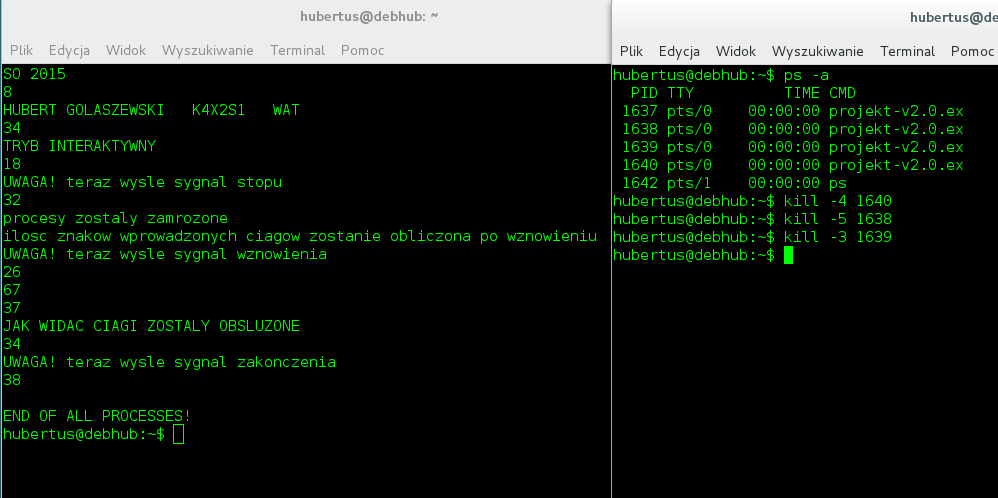 hubertus@debhub: ~
Plik Edycja Widok Wyszukiwanie Terminal Pomoc
SO 2015
8
HUBERT GOLASZEWSKI   K4X2S1   WAT
34
TRYB INTERAKTYWNY
18
UWAGA! teraz wysle sygnal stopu
32
procesy zostaly zamrozone
ilosc znakow wprowadzonych ciagow zostanie obliczona po wznowieniu
UWAGA! teraz wysle sygnal wznowienia
26
67
37
JAK WIDAC CIAGI ZOSTALY OBSLUZONE
34
UWAGA! teraz wysle sygnal zakonczenia
38
END OF ALL PROCESSES!
hubertus@debhub:~$
hubertus@de
Plik Edycja Widok Wyszukiwanie Terminal Pomoc
hubertus@debhub:~$ ps -a
  PID TTY          TIME CMD
 1637 pts/0    00:00:00 projekt-v2.0.ex
 1638 pts/0    00:00:00 projekt-v2.0.ex
 1639 pts/0    00:00:00 projekt-v2.0.ex
 1640 pts/0    00:00:00 projekt-v2.0.ex
 1642 pts/1    00:00:00 ps
hubertus@debhub:~$ kill -4 1640
hubertus@debhub:~$ kill -5 1638
hubertus@debhub:~$ kill -3 1639
hubertus@debhub:~$